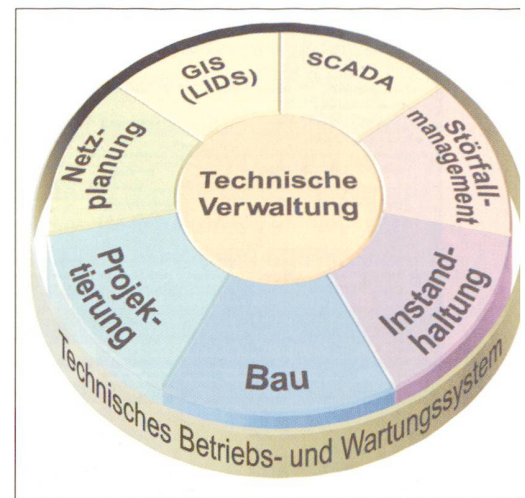 GIS
(LIDS)
SCADA
Störfall-
management
Instand-
haltung
Bau
Projek-
tierung
Netz-
planung
Technische
Verwaltung
Technisches Betriebs- und Wartungssystem